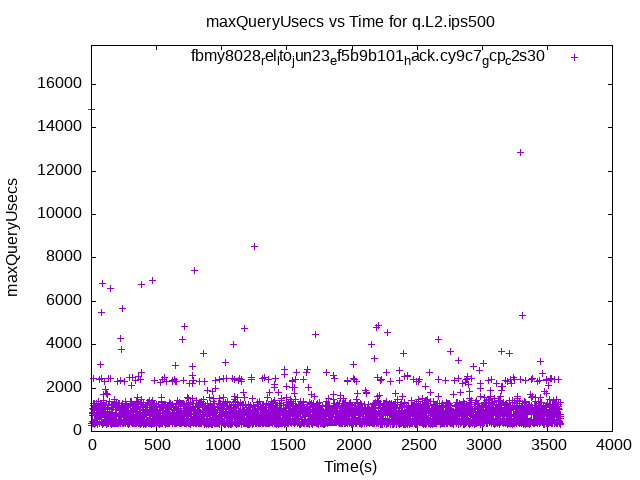 maxQueryUsecs vs Time for q.L2.ips500
fbmy8028relltojun23ef5b9b101hack.cy9c7gcpc2s30
16000
14000
12000
10000
8000
6000
4000
2000
0
maxQueryUsecs
0 500 1000 1500 2000 2500 3000 3500 4000
Time(s)